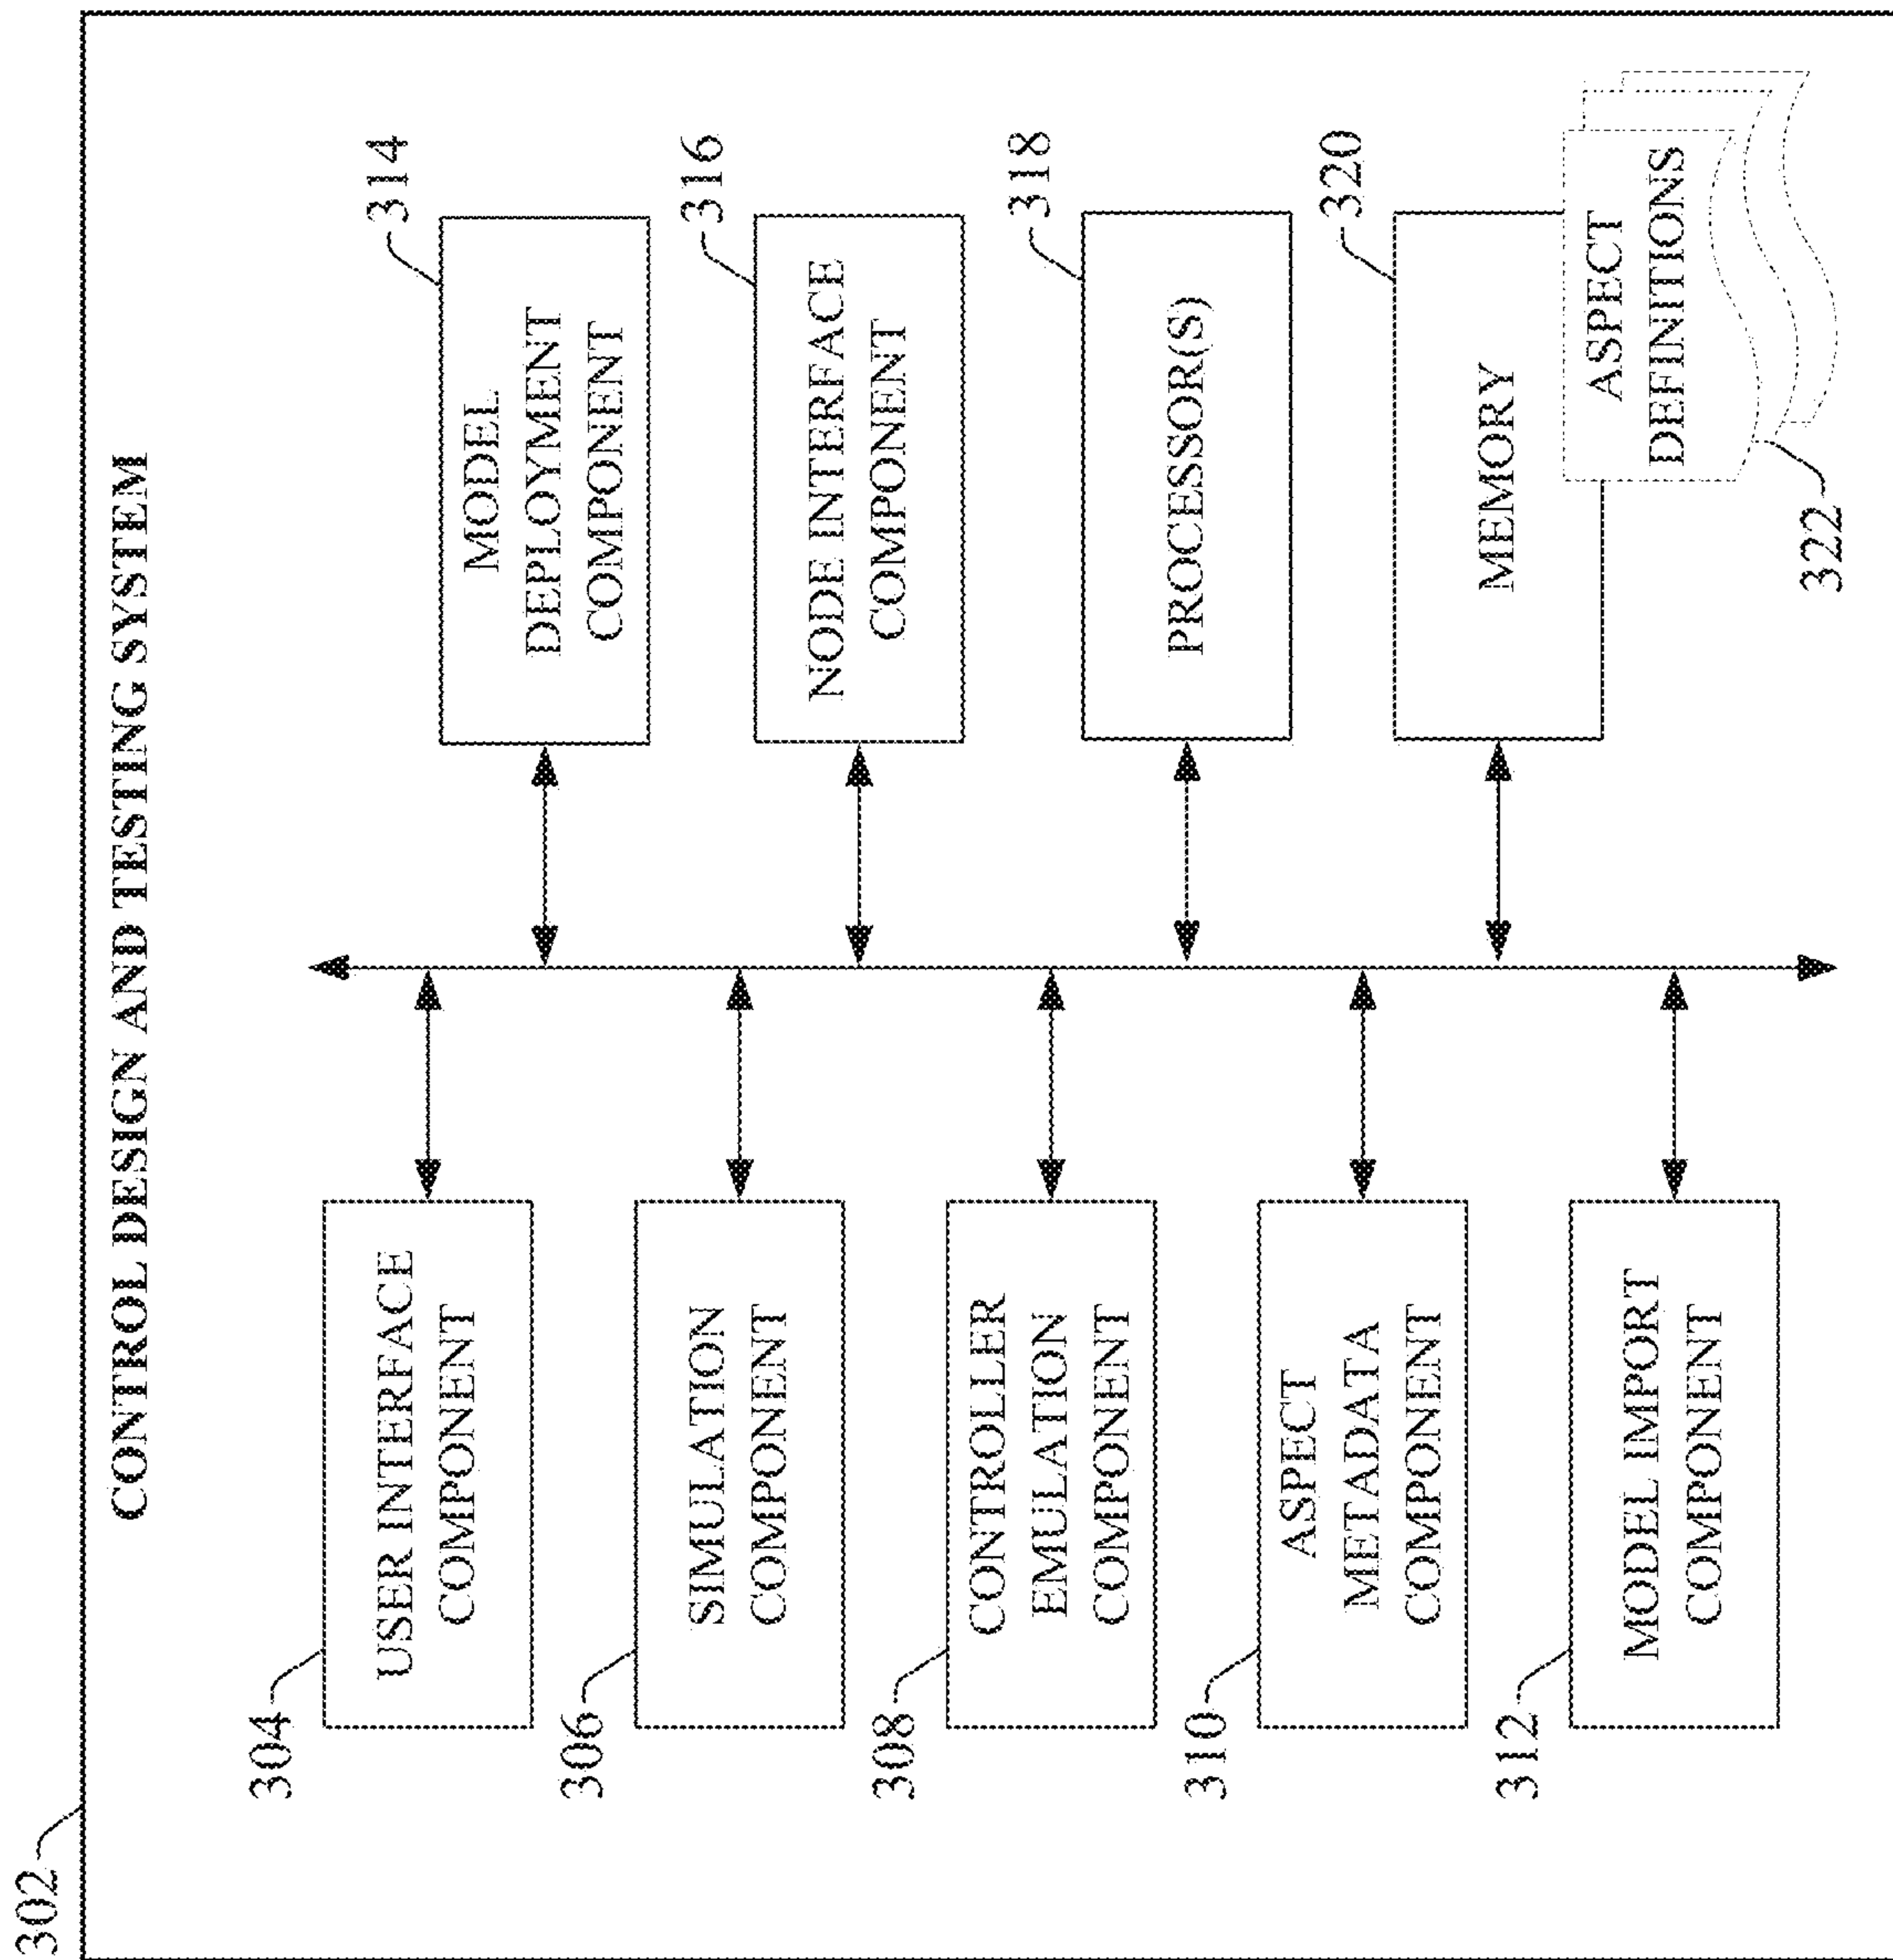 302
CONTROL DESIGN AND TESTING SYSTEM
304
USER INTERFACE
COMPONENT
306
SIMULATION
COMPONENT
308
CONTROLLER
EMULATION
COMPONENT
310
ASPECT
METADATA
COMPONENT
312
MODEL IMPORT
COMPONENT
314
MODEL
DEPLOYMENT
COMPONENT
316
NODE INTERFACE
COMPONENT
318
PROCESSOR(S)
320
MEMORY
ASPECT
DEFINITIONS
322